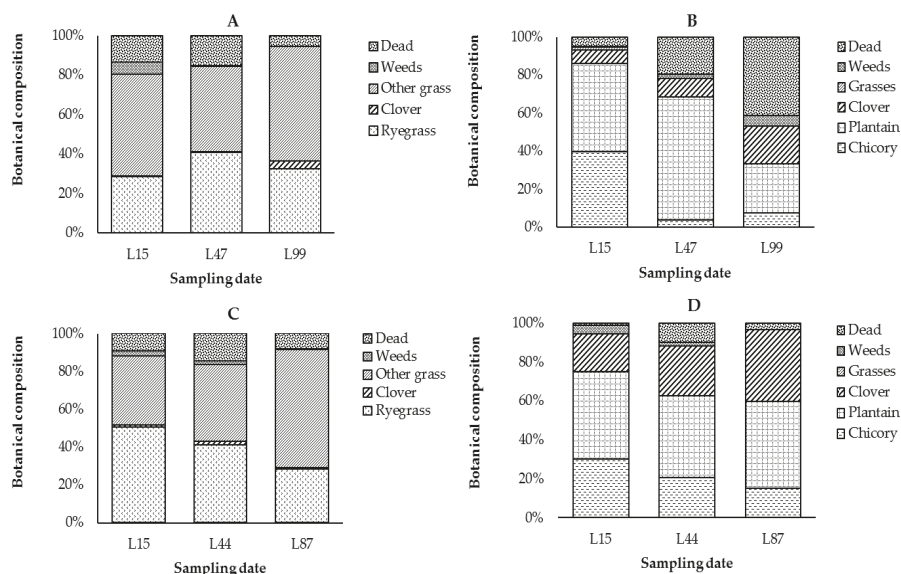 A
Botanical composition
100%
80%
60%
40%
20%
0%
L15 L47 L99
Sampling date
Dead
Weeds
Other grass
Clover
Ryegrass
B
Botanical composition
100%
80%
60%
40%
20%
0%
L15 L47 L99
Sampling date
Dead
Weeds
Grasses
Clover
Plantain
Chicory
C
Botanical composition
100%
80%
60%
40%
20%
0%
L15 L44 L87
Sampling date
Dead
Weeds
Other grass
Clover
Ryegrass
D
Botanical composition
100%
80%
60%
40%
20%
0%
L15 L44 L87
Sampling date
Dead
Weeds
Grasses
Clover
Plantain
Chicory